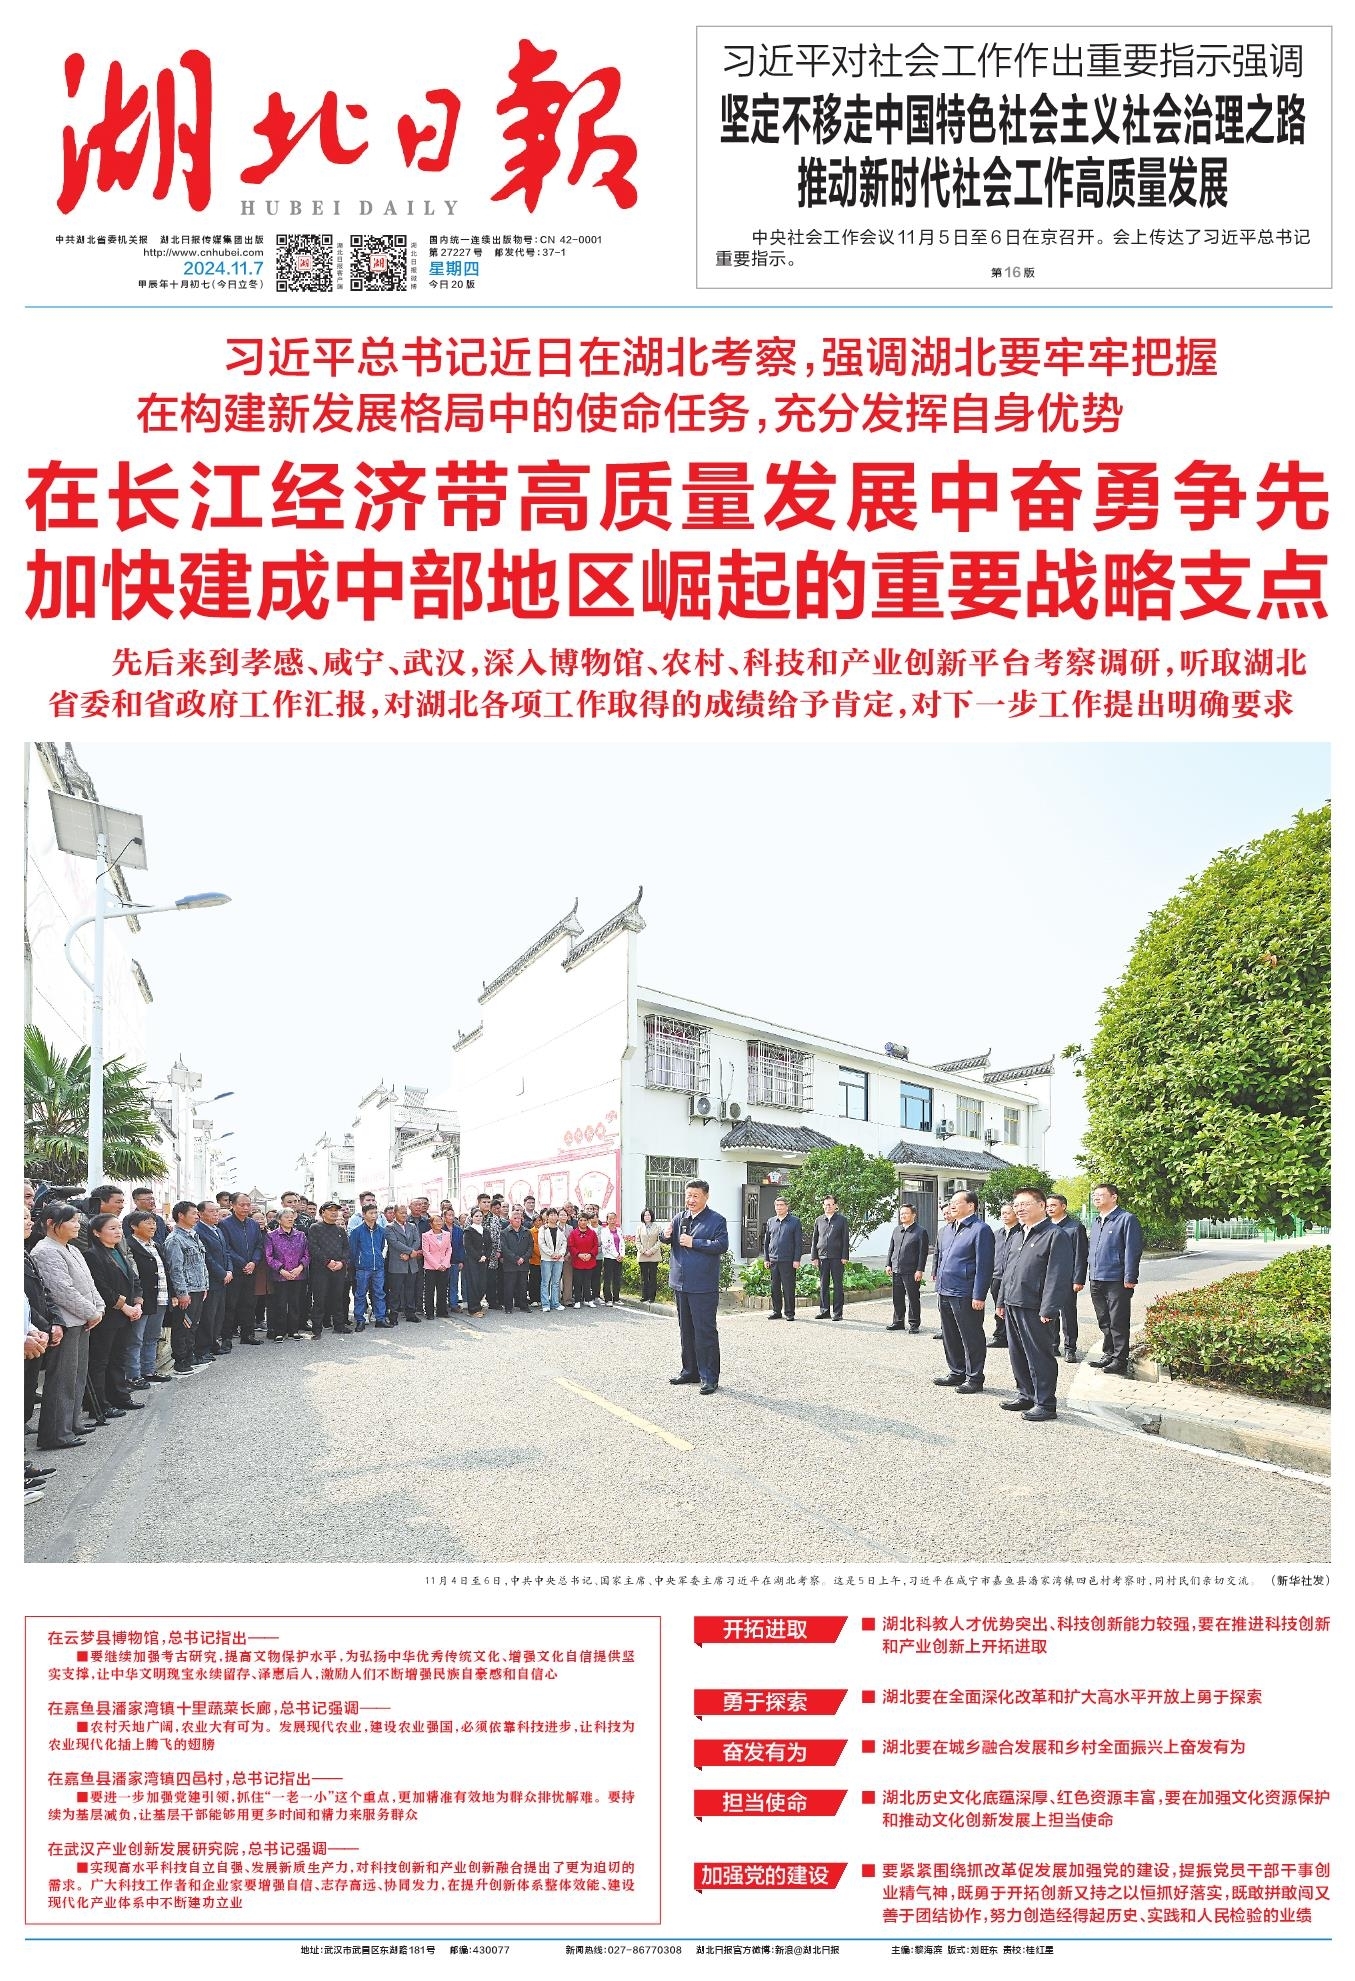 湖北日報
HUBEI DAILY
中共湖北省委机关报 湖北日报传媒集团出版
http://www.cnhubei.com
2024.11.7
甲辰年十月初七(今日立冬)
湖北日报客户端
湖北日报微博
国内统一连续出版物号:CN 42-0001
第27227号 邮发代号:37-1
星期四
今日20版
习近平对社会工作作出重要指示强调
坚定不移走中国特色社会主义社会治理之路
推动新时代社会工作高质量发展
中央社会工作会议11月5日至6日在京召开。会上传达了习近平总书记
重要指示。
第16版
习近平总书记近日在湖北考察,强调湖北要牢牢把握
在构建新发展格局中的使命任务,充分发挥自身优势
在长江经济带高质量发展中奋勇争先
加快建成中部地区崛起的重要战略支点
先后来到孝感、咸宁、武汉,深入博物馆、农村、科技和产业创新平台考察调研,听取湖北
省委和省政府工作汇报,对湖北各项工作取得的成绩给予肯定,对下一步工作提出明确要求
11月4日至6日,中共中央总书记、国家主席、中央军委主席习近平在湖北考察。这是5日上午,习近平在咸宁市嘉鱼县潘家湾镇四邑村考察时,同村民们亲切交流。 (新华社发)
在云梦县博物馆,总书记指出——
■要继续加强考古研究,提高文物保护水平,为弘扬中华优秀传统文化、增强文化自信提供坚
实支撑,让中华文明瑰宝永续留存、泽惠后人,激励人们不断增强民族自豪感和自信心
在嘉鱼县潘家湾镇十里蔬菜长廊,总书记强调——
■农村天地广阔,农业大有可为。发展现代农业,建设农业强国,必须依靠科技进步,让科技为
农业现代化插上腾飞的翅膀
在嘉鱼县潘家湾镇四邑村,总书记指出——
■要进一步加强党建引领,抓住“一老一小”这个重点,更加精准有效地为群众排忧解难。要持
续为基层减负,让基层干部能够用更多时间和精力来服务群众
在武汉产业创新发展研究院,总书记强调——
■实现高水平科技自立自强、发展新质生产力,对科技创新和产业创新融合提出了更为迫切的
需求。广大科技工作者和企业家要增强自信、志存高远、协同发力,在提升创新体系整体效能、建设
现代化产业体系中不断建功立业
开拓进取
■ 湖北科教人才优势突出、科技创新能力较强,要在推进科技创新
和产业创新上开拓进取
勇于探索
■ 湖北要在全面深化改革和扩大高水平开放上勇于探索
奋发有为
■ 湖北要在城乡融合发展和乡村全面振兴上奋发有为
担当使命
■ 湖北历史文化底蕴深厚、红色资源丰富,要在加强文化资源保护
和推动文化创新发展上担当使命
加强党的建设
■ 要紧紧围绕抓改革促发展加强党的建设,提振党员干部干事创
业精气神,既勇于开拓创新又持之以恒抓好落实,既敢拼敢闯又
善于团结协作,努力创造经得起历史、实践和人民检验的业绩
地址:武汉市武昌区东湖路181号 邮编:430077 新闻热线:027-86770308 湖北日报官方微博:新浪@湖北日报 主编:黎海滨 版式:刘旺东 责校:桂红星